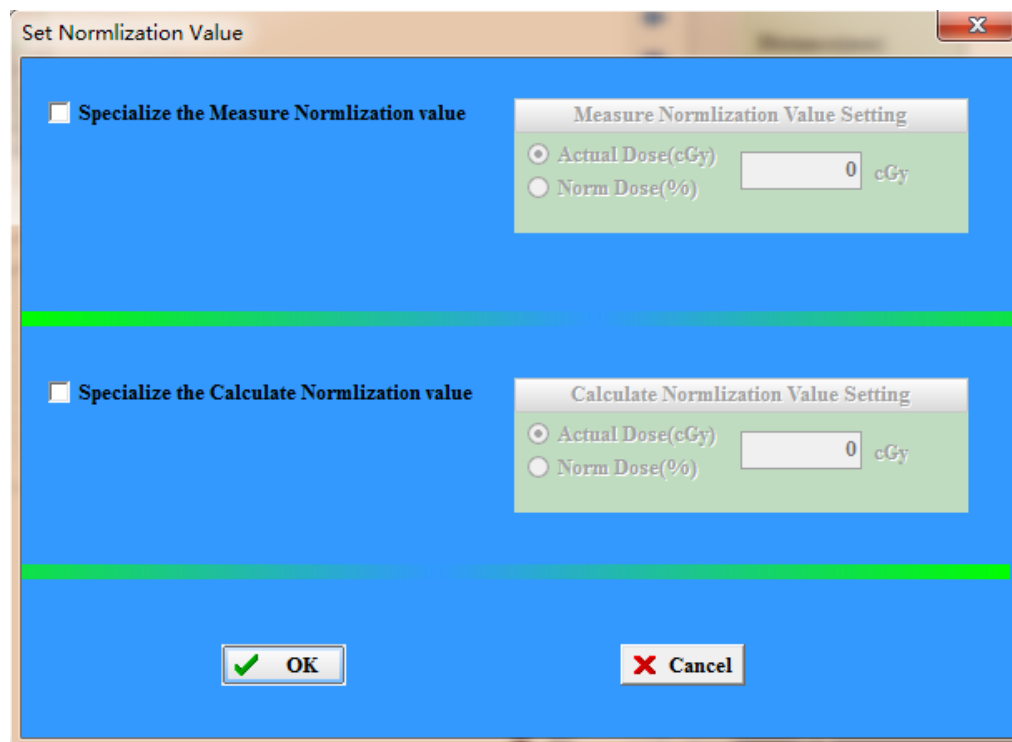 Set Normlization Value
Specialize the Measure Normlization value
Measure Normlization Value Setting
Actual Dose(cGy)
0 cGy
Norm Dose(%)
Specialize the Calculate Normlization value
Calculate Normlization Value Setting
Actual Dose(cGy)
0 cGy
Norm Dose(%)
OK
Cancel